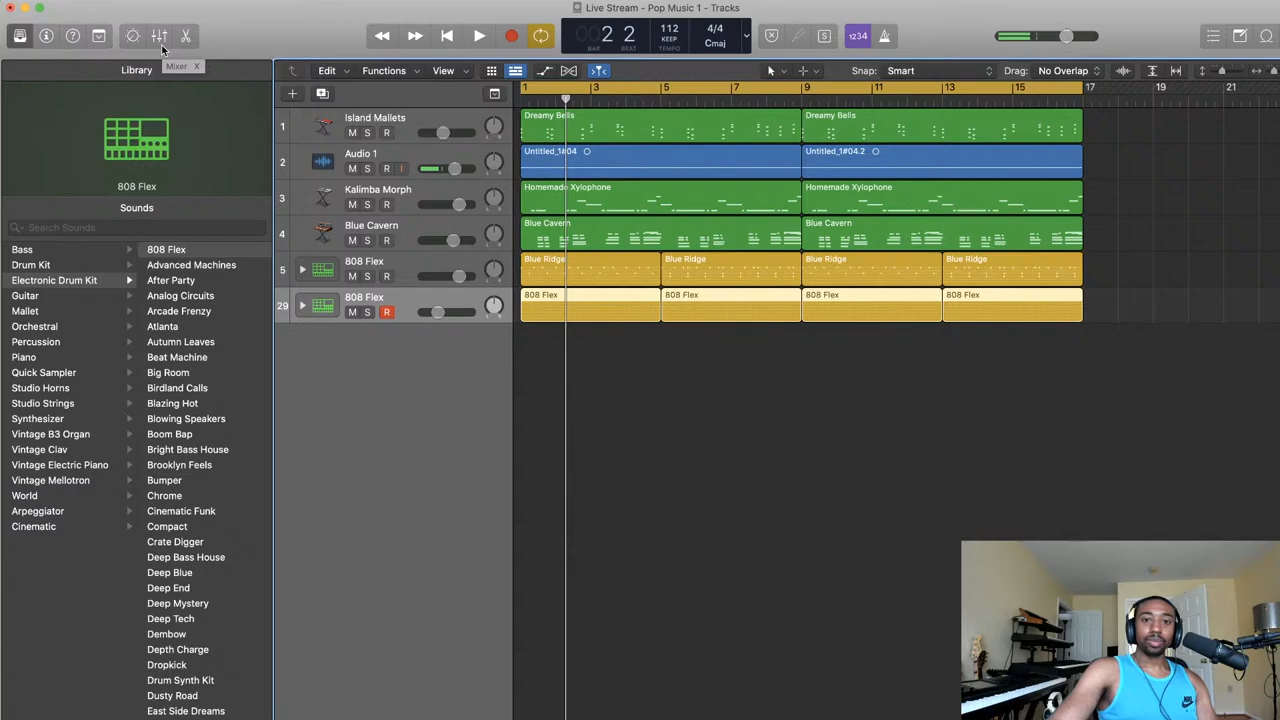 Live Stream - Pop Music 1 - Tracks
2 2
BAR BEAT
112
KEEP
TEMPO
4/4
Cmaj
1234
Mixer X
Library
Edit Functions View
Snap: Smart
Drag: No Overlap
808 Flex
Sounds
Search Sounds
Bass
Drum Kit
Electronic Drum Kit
Guitar
Mallet
Orchestral
Percussion
Piano
Quick Sampler
Studio Horns
Studio Strings
Synthesizer
Vintage B3 Organ
Vintage Clav
Vintage Electric Piano
Vintage Mellotron
World
Arpeggiator
Cinematic
808 Flex
Advanced Machines
After Party
Analog Circuits
Arcade Frenzy
Atlanta
Autumn Leaves
Beat Machine
Big Room
Birdland Calls
Blazing Hot
Blowing Speakers
Boom Bap
Bright Bass House
Brooklyn Feels
Bumper
Chrome
Cinematic Funk
Compact
Crate Digger
Deep Bass House
Deep Blue
Deep End
Deep Mystery
Deep Tech
Dembow
Depth Charge
Dropkick
Drum Synth Kit
Dusty Road
East Side Dreams
1 3 5 7 9 11 13 15 17 19 21
1 Island Mallets
M S R
Dreamy Bells Dreamy Bells
2 Audio 1
M S R I
Untitled_1#04 Untitled_1#04.2
3 Kalimba Morph
M S R
Homemade Xylophone Homemade Xylophone
4 Blue Cavern
M S R
Blue Cavern Blue Cavern
5 808 Flex
M S R
Blue Ridge Blue Ridge Blue Ridge Blue Ridge
29 808 Flex
M S R
808 Flex 808 Flex 808 Flex 808 Flex